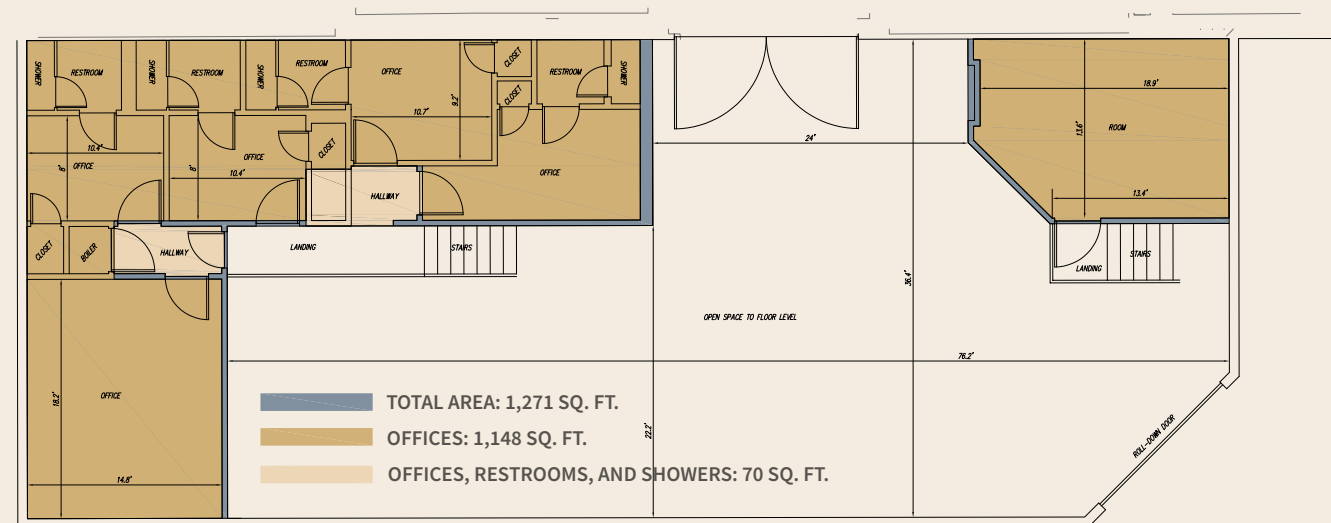 SHOWER
RESTROOM
SHOWER
RESTROOM
SHOWER
RESTROOM
OFFICE
9.2'
10.7'
CLOSET
CLOSET
RESTROOM
SHOWER
18.9'
13.6'
ROOM
13.4'
24'
10.4'
OFFICE
8'
OFFICE
8'
10.4'
CLOSET
HALLWAY
OFFICE
CLOSET
BOILER
HALLWAY
LANDING
STAIRS
LANDING
STAIRS
36.4'
OPEN SPACE TO FLOOR LEVEL
76.2'
OFFICE
18.2'
14.8'
22.2'
ROLL-DOWN DOOR
TOTAL AREA: 1,271 SQ. FT.
OFFICES: 1,148 SQ. FT.
OFFICES, RESTROOMS, AND SHOWERS: 70 SQ. FT.